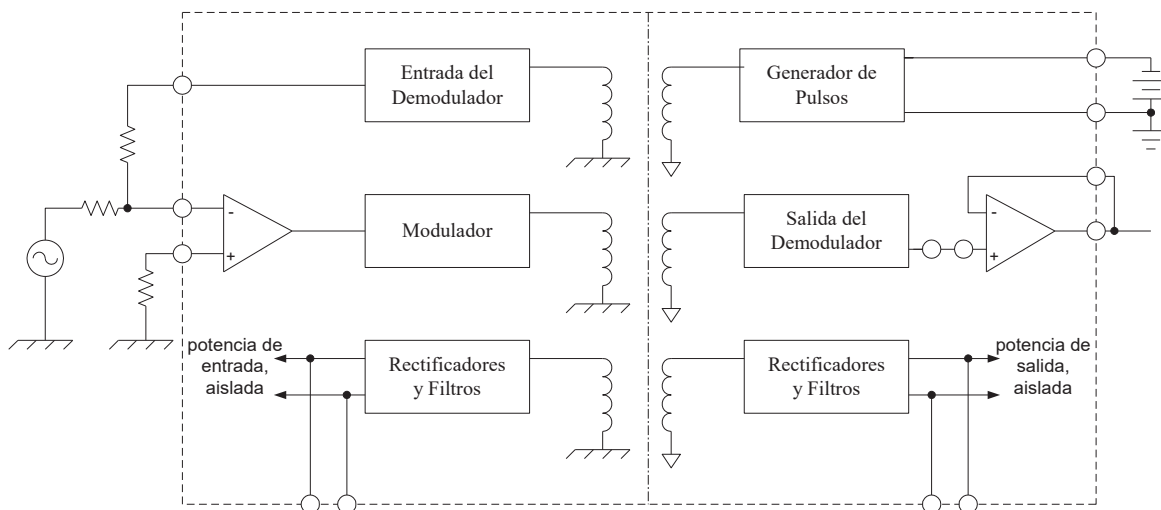 Entrada del
Demodulador
Generador de
Pulsos
-
+
Modulador
Salida del
Demodulador
-
+
potencia de
entrada,
aislada
Rectificadores
y Filtros
Rectificadores
y Filtros
potencia de
salida,
aislada